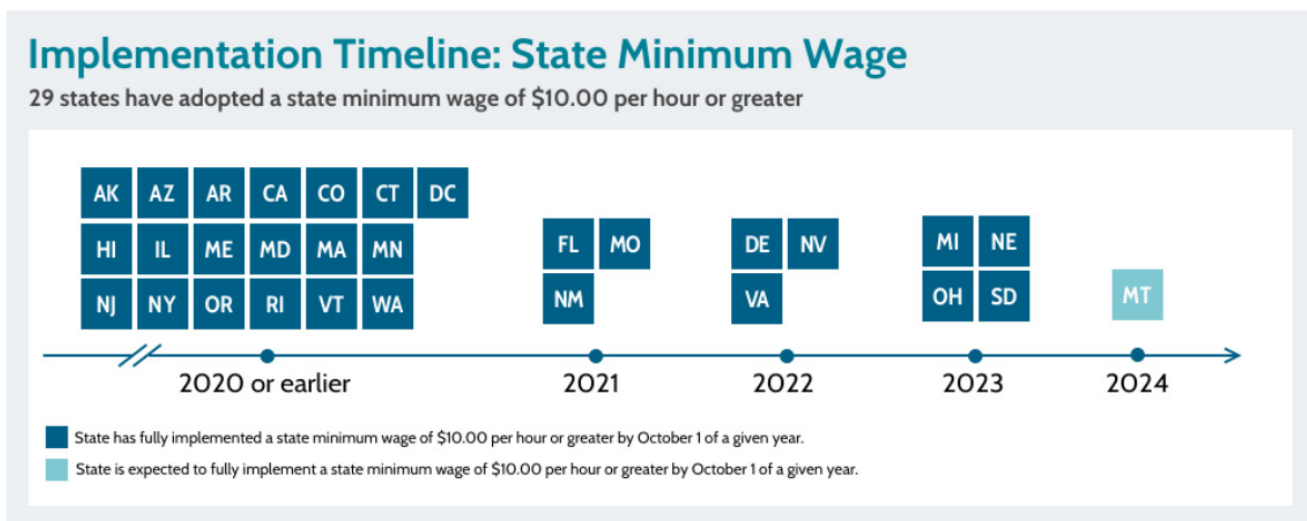 Implementation Timeline: State Minimum Wage
29 states have adopted a state minimum wage of $10.00 per hour or greater
AK AZ AR CA CO CT DC
HI IL ME MD MA MN
NJ NY OR RI VT WA
FL MO
NM
DE NV
VA
MI NE
OH SD
MT
2020 or earlier 2021 2022 2023 2024
State has fully implemented a state minimum wage of $10.00 per hour or greater by October 1 of a given year.
State is expected to fully implement a state minimum wage of $10.00 per hour or greater by October 1 of a given year.